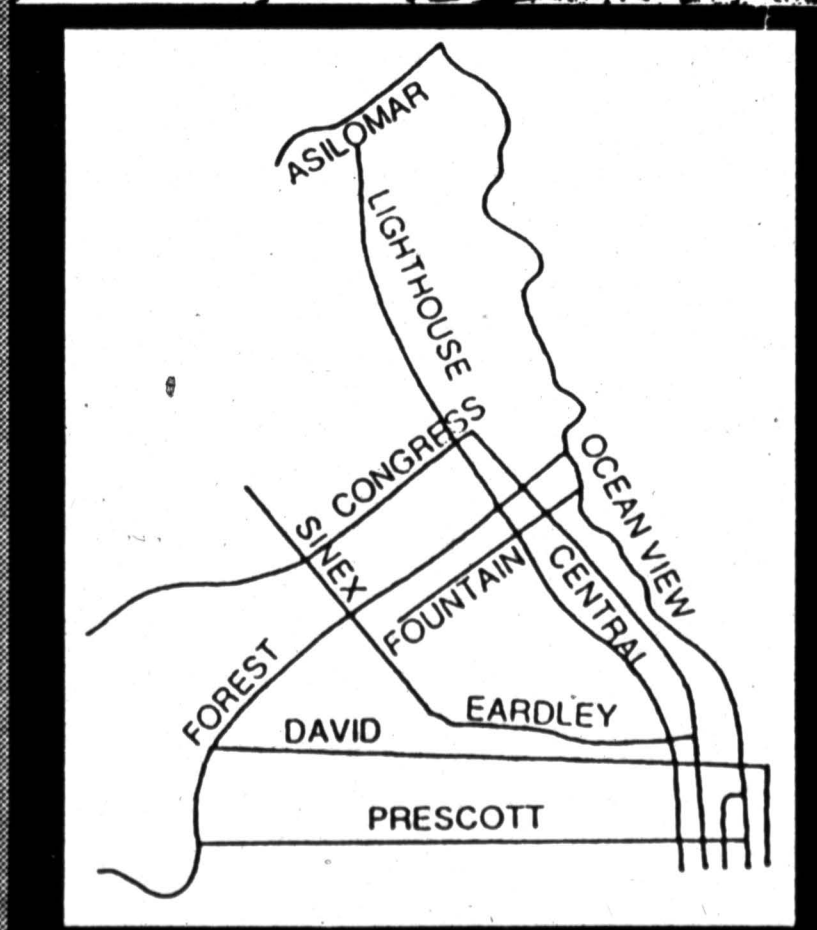 ASILOMAR
LIGHTHOUSE
CONGRESS
OCEAN VIEW
SINEX
CENTRAL
FOUNTAIN
FOREST
EARDLEY
DAVID
PRESCOTT